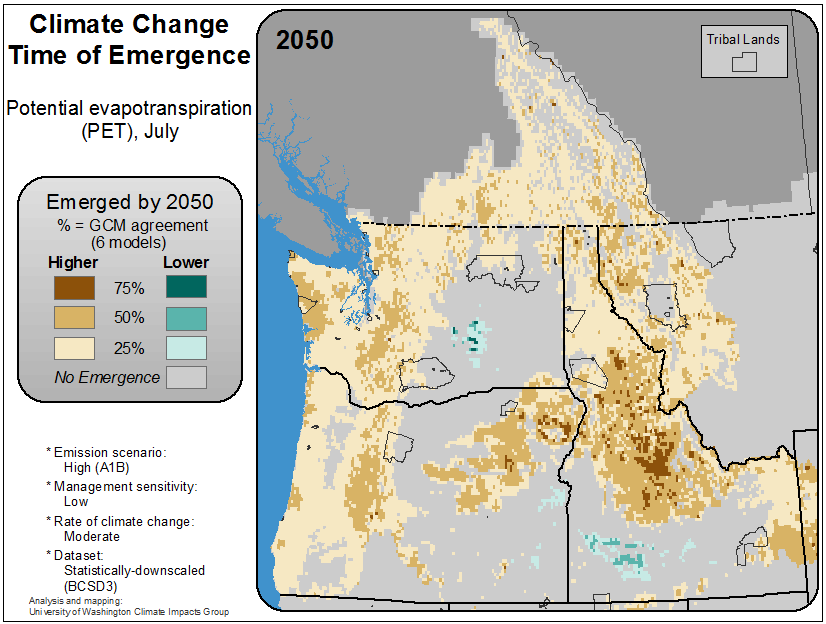 Climate Change
Time of Emergence
Potential evapotranspiration
(PET), July
Emerged by 2050
% = GCM agreement
(6 models)
Higher Lower
75%
50%
25%
No Emergence
* Emission scenario:
High (A1B)
* Management sensitivity:
Low
* Rate of climate change:
Moderate
* Dataset:
Statistically-downscaled
(BCSD3)
Analysis and mapping:
University of Washington Climate Impacts Group
2050
Tribal Lands